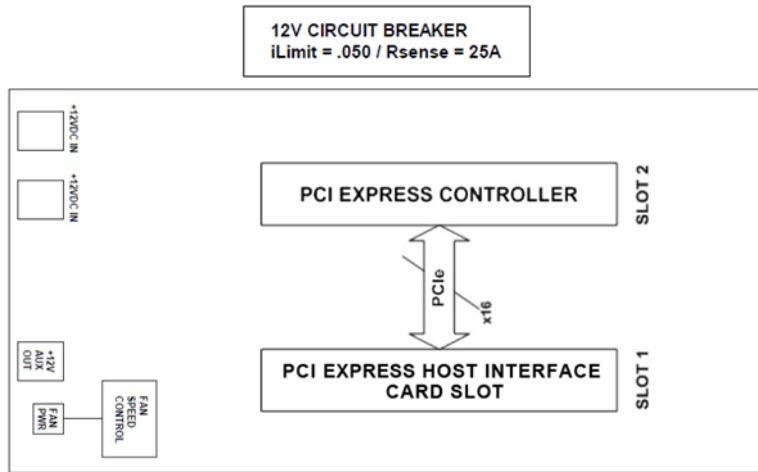 12V CIRCUIT BREAKER
iLimit = .050 / Rsense = 25A
+12VDC IN
+12VDC IN
PCI EXPRESS CONTROLLER
SLOT 2
PCIe
x16
PCI EXPRESS HOST INTERFACE
CARD SLOT
SLOT 1
+12V
AUX
OUT
FAN
PWR
FAN
SPEED
CONTROL